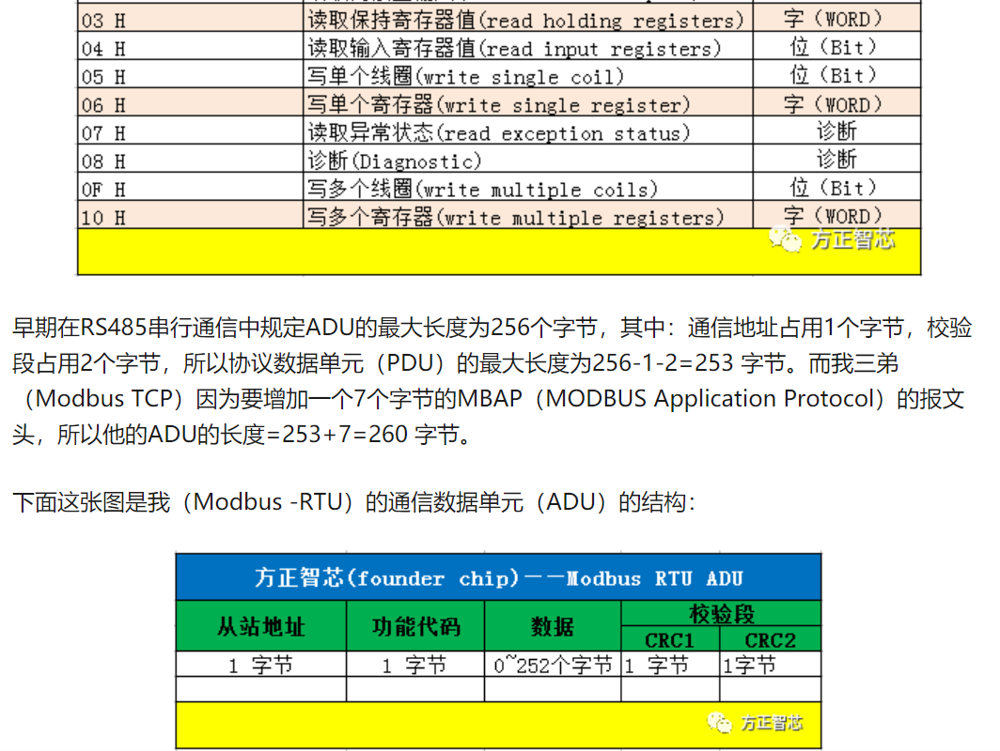 03 H 读取保持寄存器值(read holding registers) 字（WORD）
04 H 读取输入寄存器值(read input registers) 位（Bit）
05 H 写单个线圈(write single coil) 位（Bit）
06 H 写单个寄存器(write single register) 字（WORD）
07 H 读取异常状态(read exception status) 诊断
08 H 诊断(Diagnostic) 诊断
0F H 写多个线圈(write multiple coils) 位（Bit）
10 H 写多个寄存器(write multiple registers) 字（WORD）
方正智芯
早期在RS485串行通信中规定ADU的最大长度为256个字节，其中：通信地址占用1个字节，校验
段占用2个字节，所以协议数据单元（PDU）的最大长度为256-1-2=253 字节。而我三弟
（Modbus TCP）因为要增加一个7个字节的MBAP（MODBUS Application Protocol）的报文
头，所以他的ADU的长度=253+7=260 字节。
下面这张图是我（Modbus -RTU）的通信数据单元（ADU）的结构：
方正智芯(founder chip)－－Modbus RTU ADU
从站地址 功能代码 数据 校验段
CRC1 CRC2
1 字节 1 字节 0~252个字节 1 字节 1字节
方正智芯